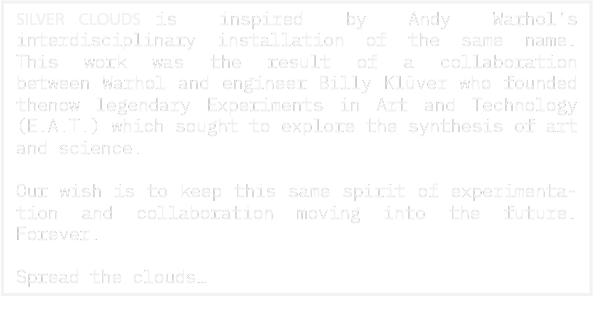 SILVER CLOUDS is inspired by Andy Warhol's
interdisciplinary installation of the same name.
This work was the result of a collaboration
between Warhol and engineer Billy Klüver who founded
thenow legendary Experiments in Art and Technology
(E.A.T.) which sought to explore the synthesis of art
and science.
Our wish is to keep this same spirit of experimenta-
tion and collaboration moving into the future.
Forever.
Spread the clouds…